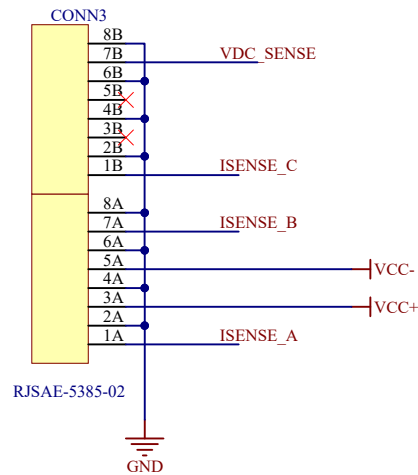 CONN3
8B
7B VDC_SENSE
6B
5B
4B
3B
2B
1B ISENSE_C
8A
7A ISENSE_B
6A
5A VCC-
4A
3A VCC+
2A
1A ISENSE_A
RJSAE-5385-02
GND